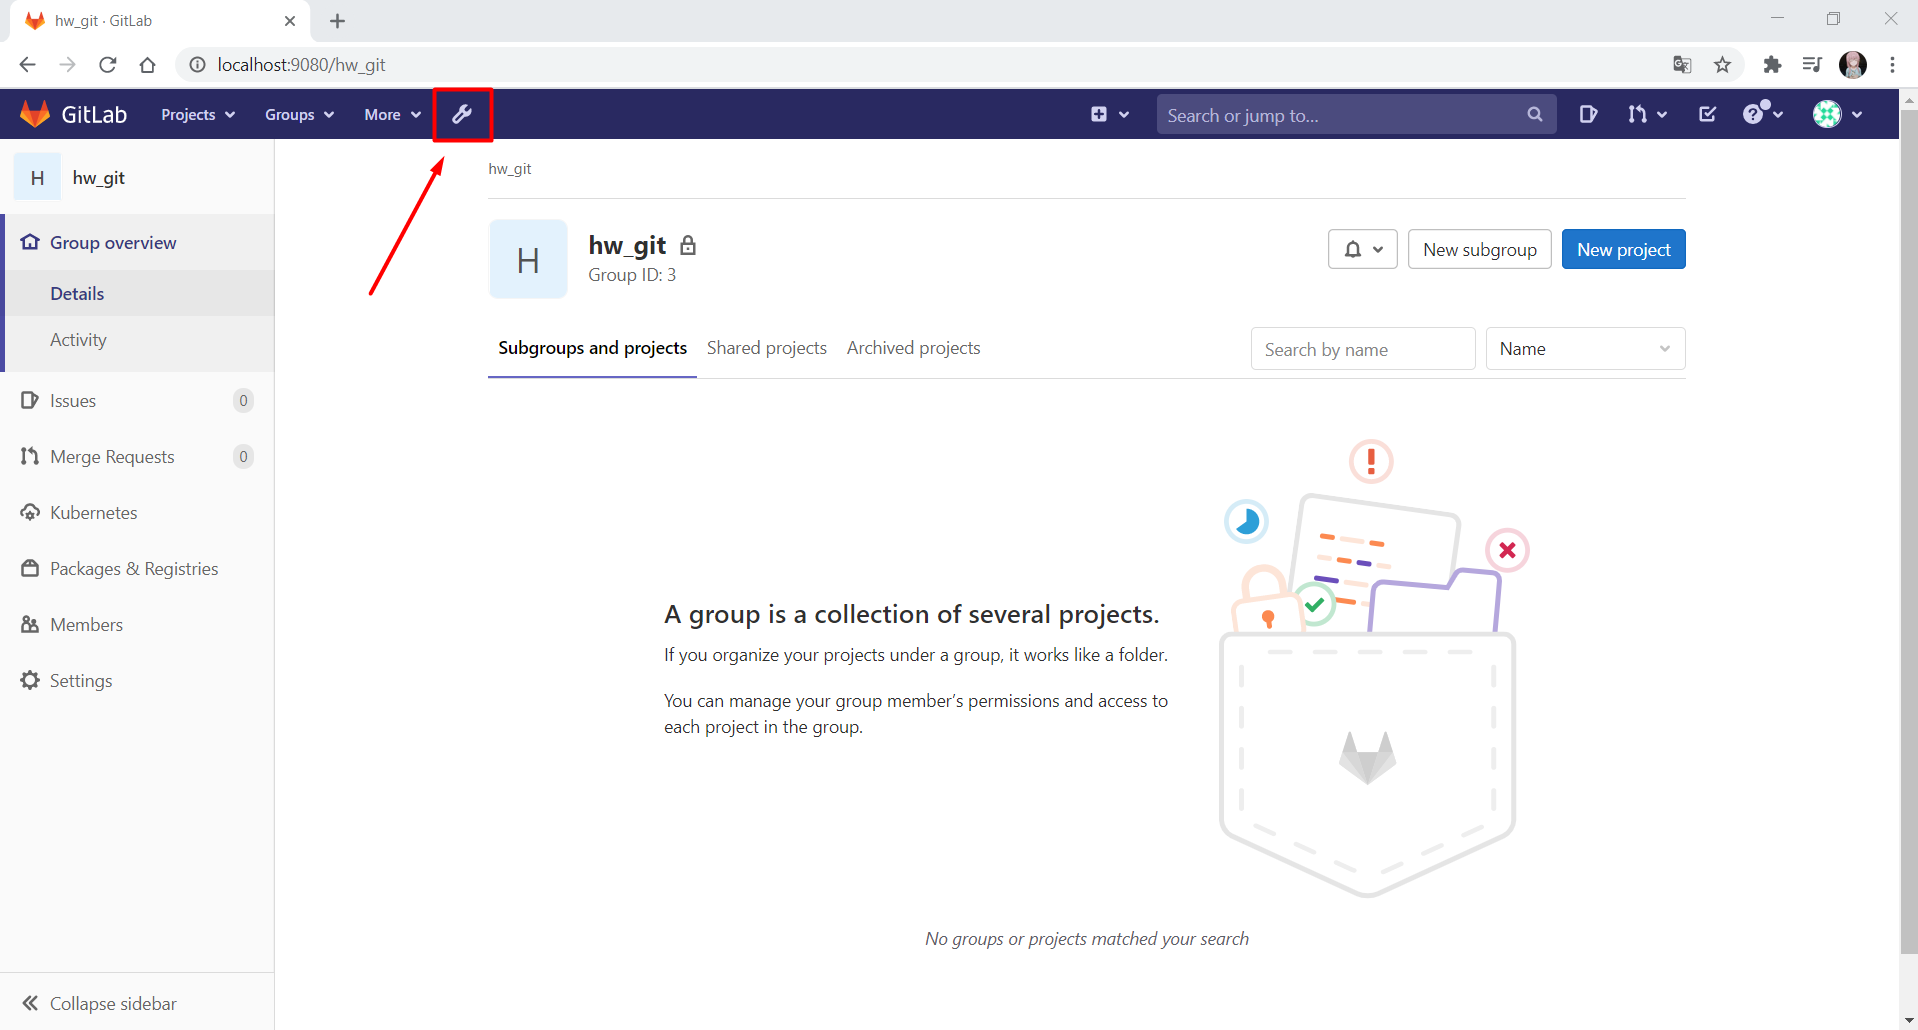 hw_git · GitLab
localhost:9080/hw_git
GitLab Projects Groups More Search or jump to...
H hw_git
Group overview
Details
Activity
Issues 0
Merge Requests 0
Kubernetes
Packages & Registries
Members
Settings
Collapse sidebar
hw_git
H
hw_git
Group ID: 3
New subgroup New project
Subgroups and projects Shared projects Archived projects Search by name Name
A group is a collection of several projects.
If you organize your projects under a group, it works like a folder.
You can manage your group member’s permissions and access to
each project in the group.
No groups or projects matched your search